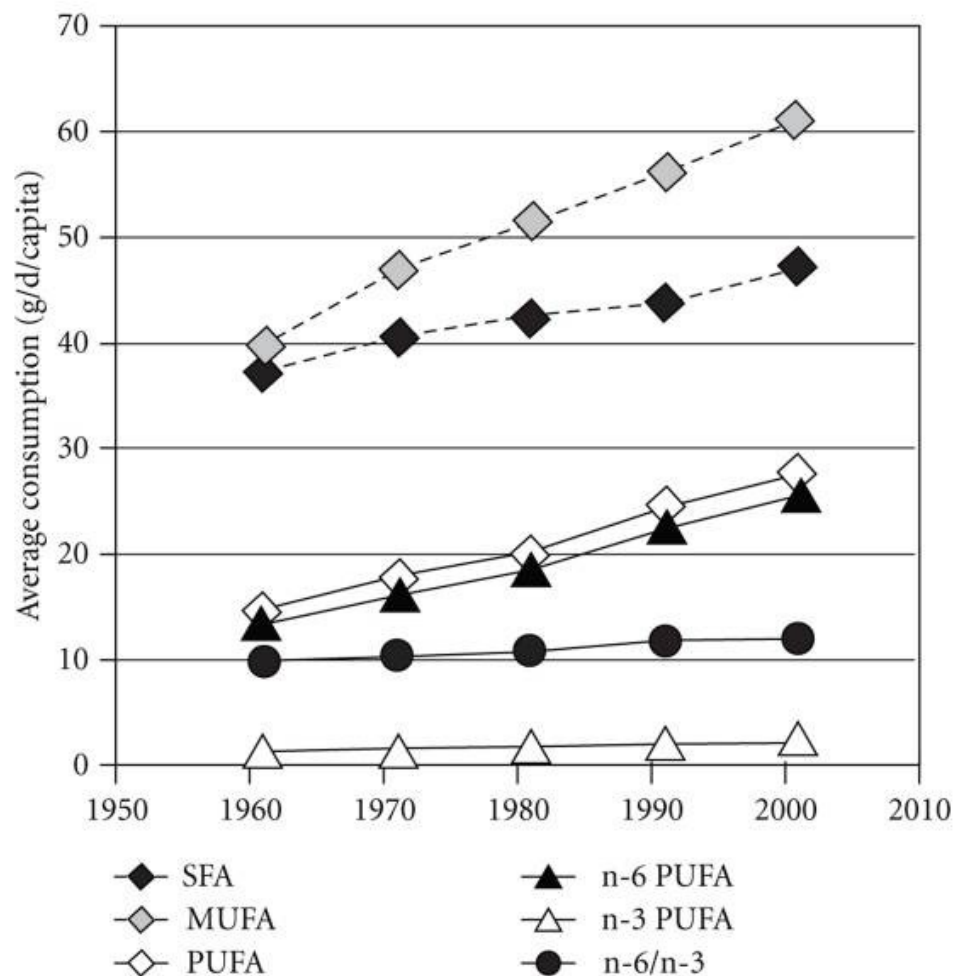 Average consumption (g/d/capita)
70
60
50
40
30
20
10
0
1950 1960 1970 1980 1990 2000 2010
SFA
MUFA
PUFA
n-6 PUFA
n-3 PUFA
n-6/n-3